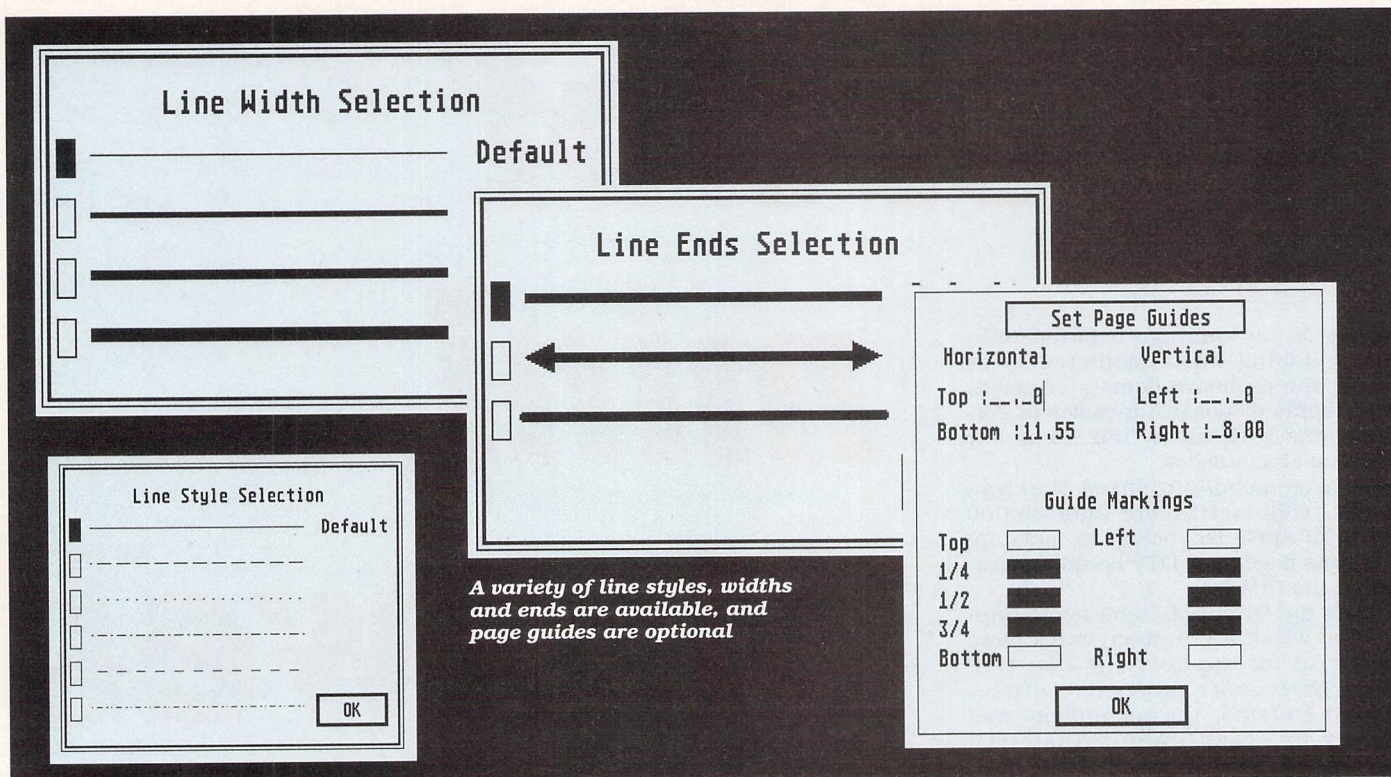 Line Width Selection
Default
Line Ends Selection
Set Page Guides
Horizontal Vertical
Top :__._0 Left :__._0
Bottom :11.55 Right :_8.00
Guide Markings
Top Left
1/4
1/2
3/4
Bottom Right
OK
Line Style Selection
Default
OK
A variety of line styles, widths
and ends are available, and
page guides are optional